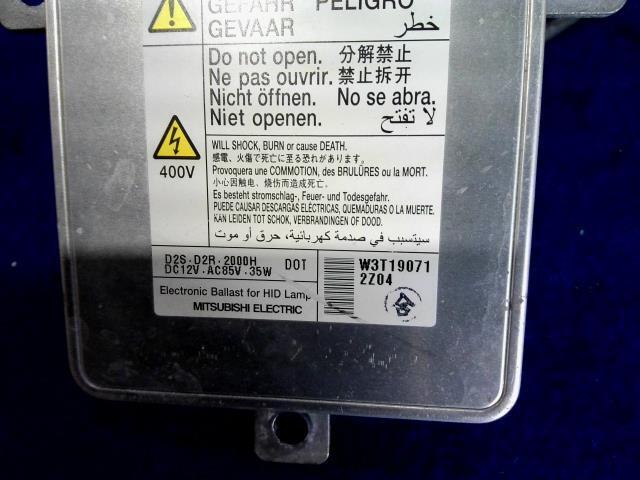 GEFAHR PELIGRO
GEVAAR خطر
Do not open. 分解禁止
Ne pas ouvrir. 禁止拆开
Nicht öffnen. No se abra.
Niet openen. لا تفتح
400V
WILL SHOCK, BURN or cause DEATH.
感電、火傷で死亡に至る恐れがあります。
Provoquera une COMMOTION, des BRULÛRES ou la MORT.
小心因触电、烧伤而造成死亡。
Es besteht stromschlag-, Feuer- und Todesgefahr.
PUEDE CAUSAR DESCARGAS ELÉCTRICAS, QUEMADURAS O LA MUERTE.
KAN LEIDEN TOT SCHOK, VERBRANDINGEN OF DOOD.
سيتسبب في صدمة كهربائية، حرق أو موت
D2S·D2R·2000H DOT
DC12V·AC85V·35W
W3T19071
2Z04
Electronic Ballast for HID Lamp
MITSUBISHI ELECTRIC